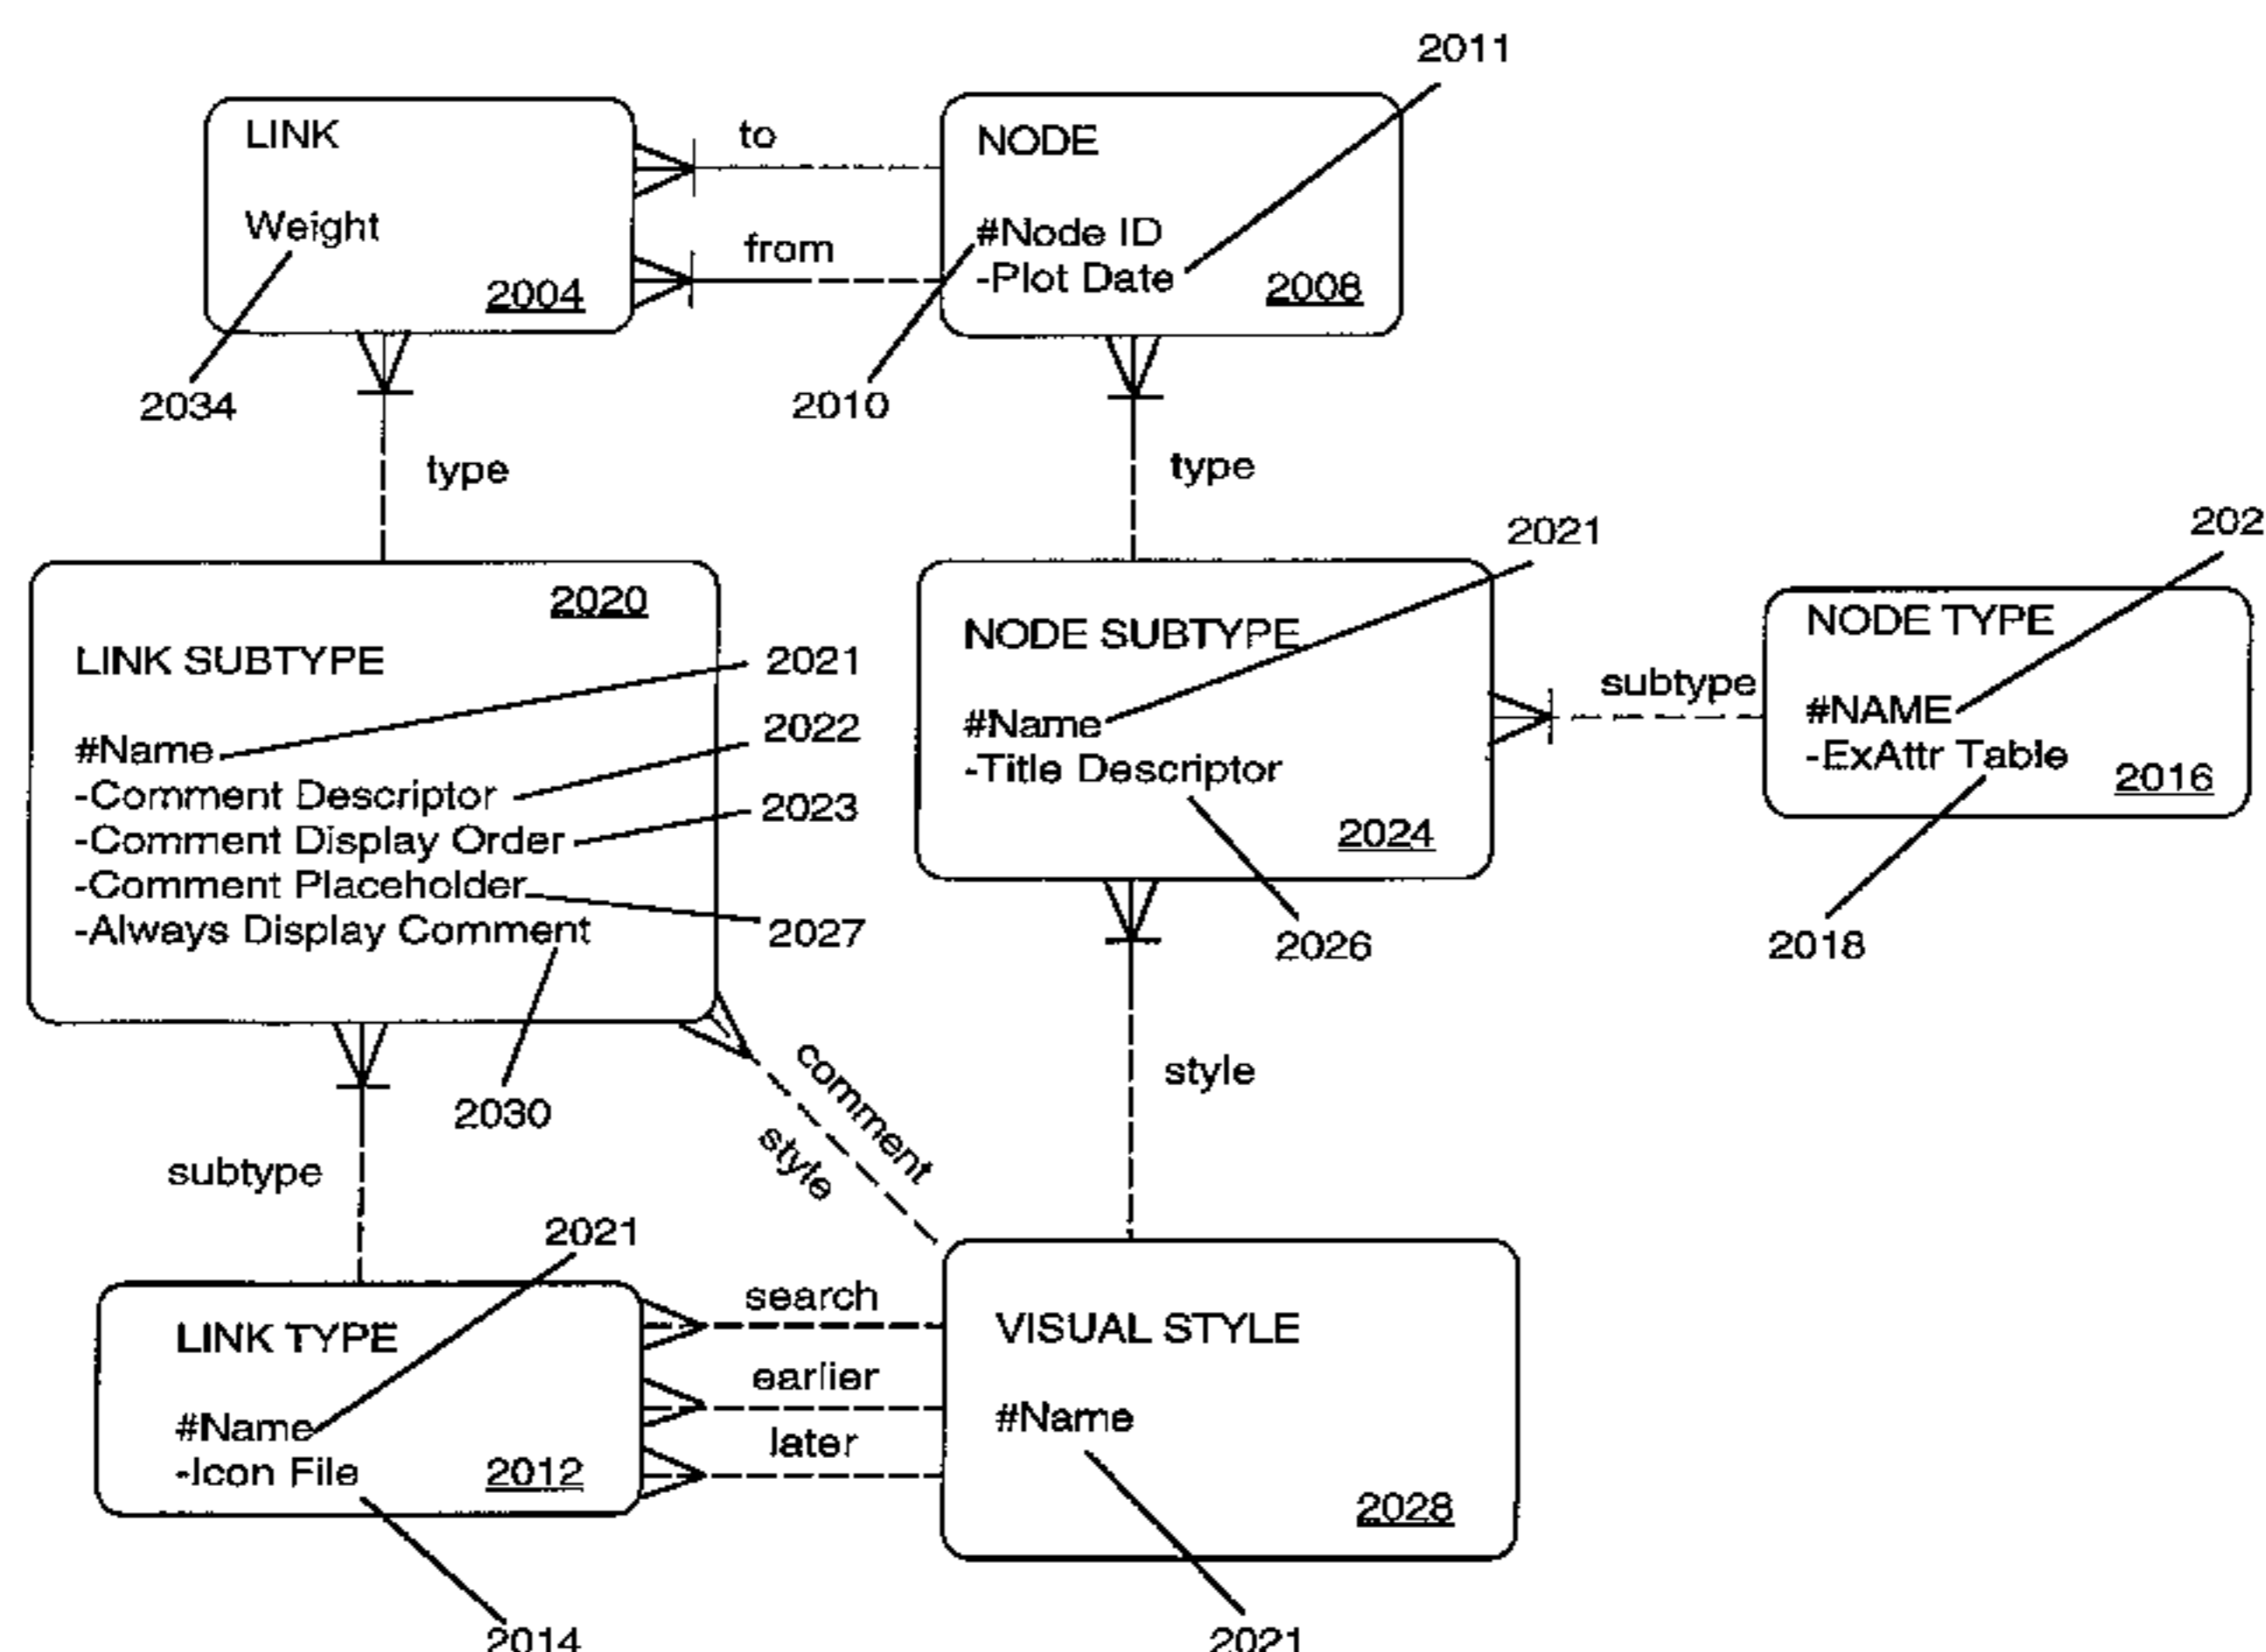 2011
LINK
to
NODE
Weight
from
#Node ID
-Plot Date
2004
2008
2034
2010
type
type
2021
202
2020
LINK SUBTYPE
2021
NODE SUBTYPE
NODE TYPE
subtype
#Name
2022
#Name
#NAME
-Comment Descriptor
-Title Descriptor
-ExAttr Table
2016
2023
-Comment Display Order
2024
-Comment Placeholder
2027
-Always Display Comment
2026
2018
2030
comment
style
style
subtype
2021
search
LINK TYPE
VISUAL STYLE
earlier
#Name
#Name
later
-Icon File
2012
2028
2014
2021